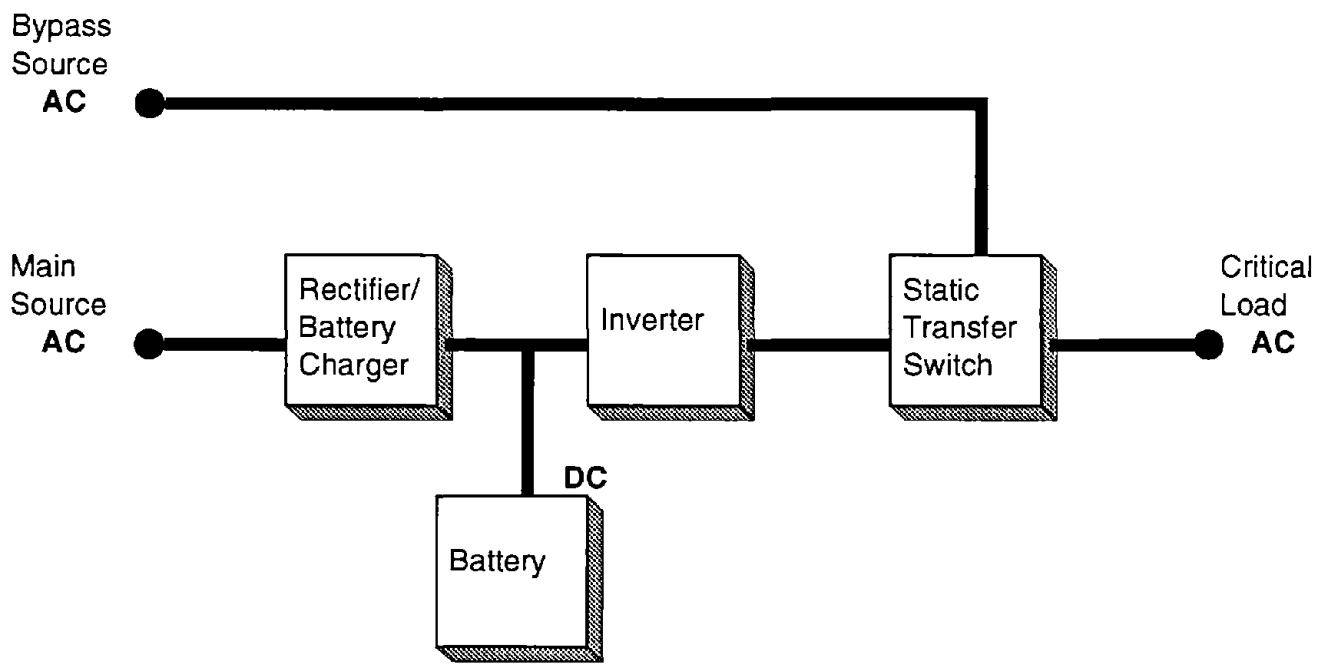 Bypass
Source
AC
Main
Source
AC
Rectifier/
Battery
Charger
Inverter
Static
Transfer
Switch
Critical
Load
AC
DC
Battery